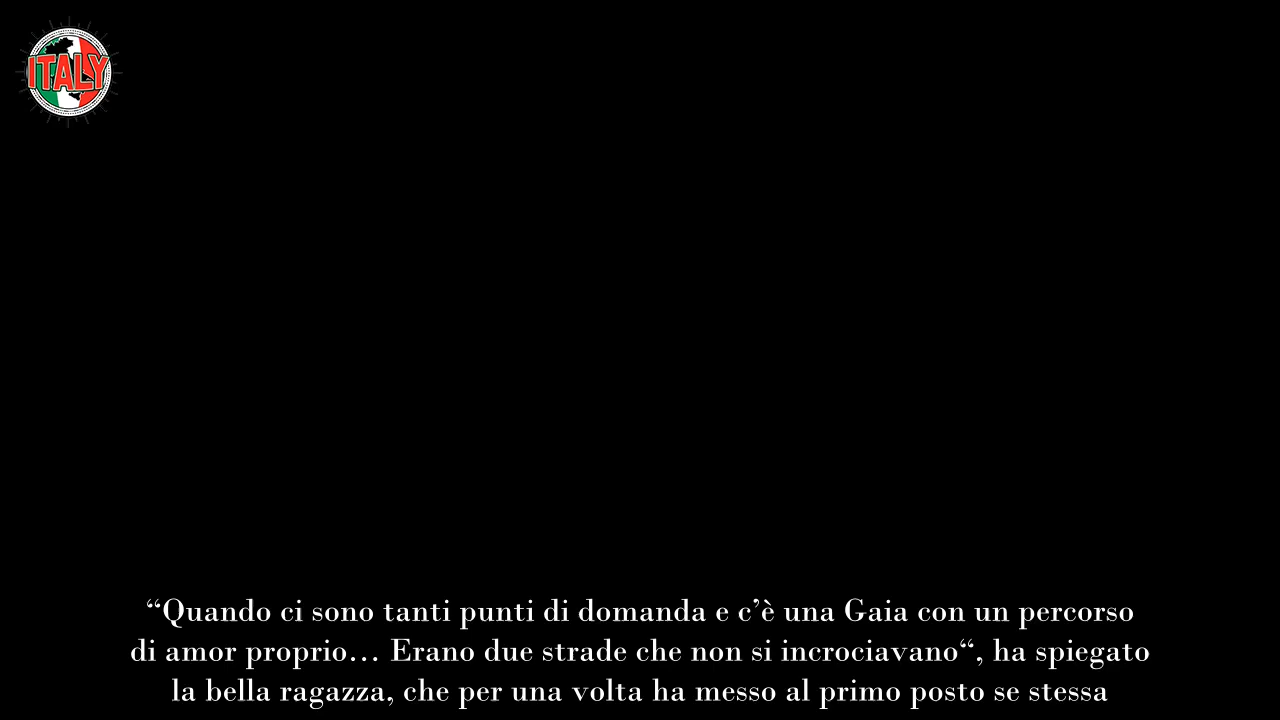 ITALY
“Quando ci sono tanti punti di domanda e c’è una Gaia con un percorso
di amor proprio… Erano due strade che non si incrociavano“, ha spiegato
la bella ragazza, che per una volta ha messo al primo posto se stessa